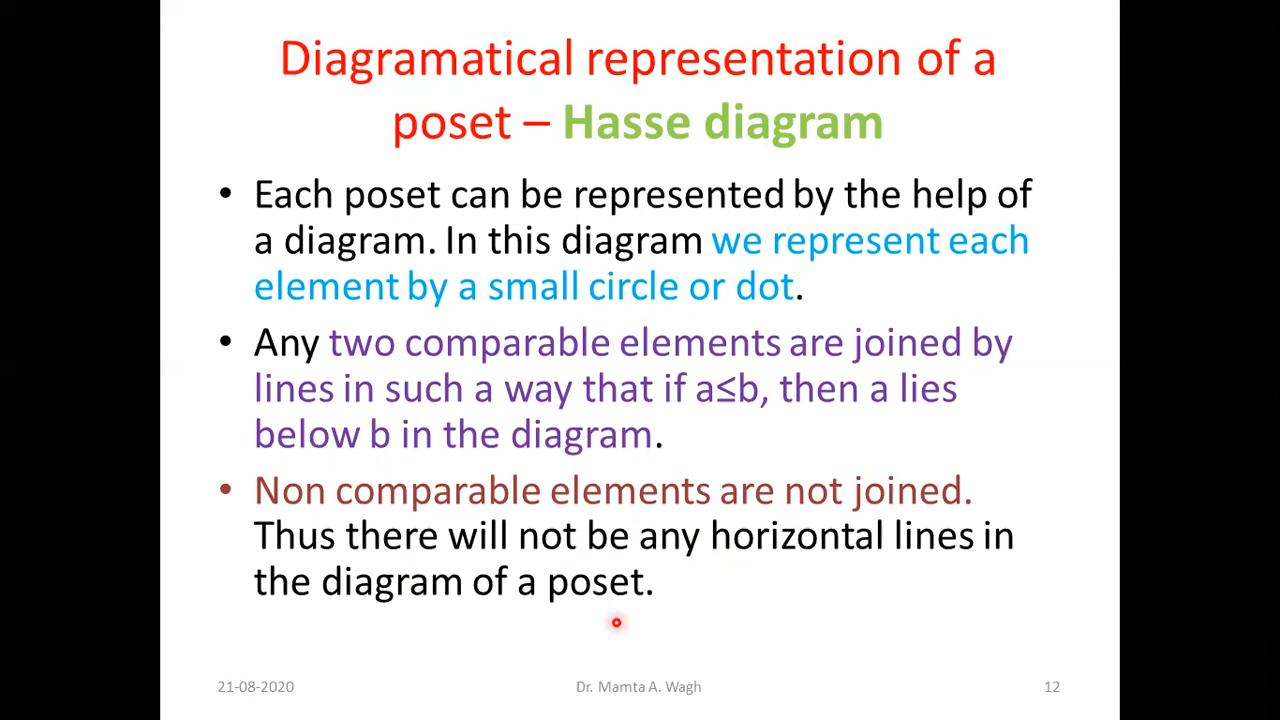 Diagramatical representation of a
poset – Hasse diagram
• Each poset can be represented by the help of
a diagram. In this diagram we represent each
element by a small circle or dot.
• Any two comparable elements are joined by
lines in such a way that if a≤b, then a lies
below b in the diagram.
• Non comparable elements are not joined.
Thus there will not be any horizontal lines in
the diagram of a poset.
21-08-2020 Dr. Mamta A. Wagh 12